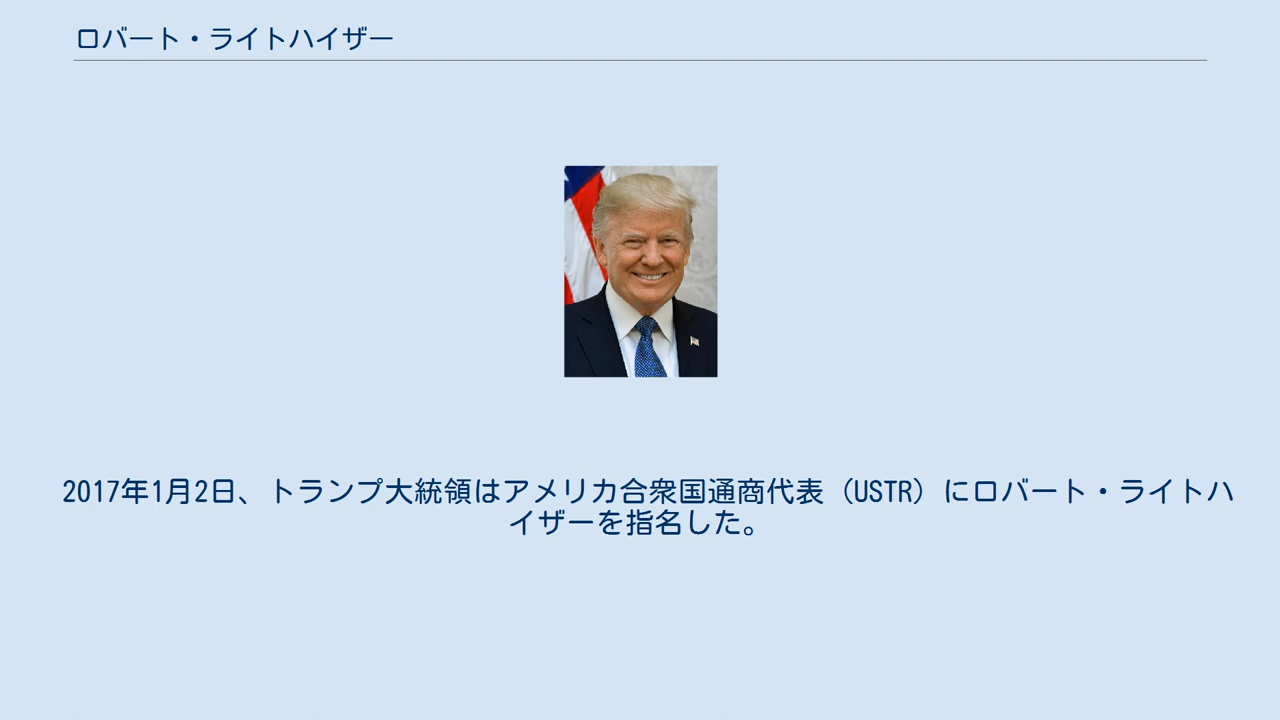 ロバート・ライトハイザー
2017年1月2日、トランプ大統領はアメリカ合衆国通商代表（USTR）にロバート・ライトハ
イザーを指名した。